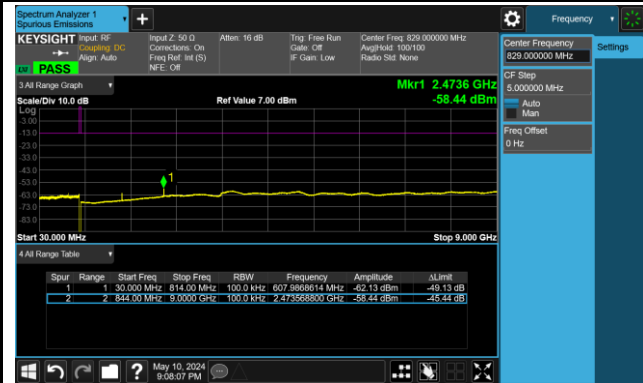 Spectrum Analyzer 1
Spurious Emissions
Frequency
KEYSIGHT
Input: RF
Coupling: DC
Align: Auto
Input Z: 50 Ω
Corrections: On
Freq Ref: Int (S)
NFE: Off
Atten: 16 dB
Trig: Free Run
Gate: Off
IF Gain: Low
Center Freq: 829.000000 MHz
Avg|Hold: 100/100
Radio Std: None
PASS
Center Frequency
829.000000 MHz
Settings
CF Step
5.000000 MHz
Auto
Man
Freq Offset
0 Hz
3 All Range Graph
Mkr1 2.4736 GHz
Scale/Div 10.0 dB
Ref Value 7.00 dBm
-58.44 dBm
Log
-3.00
-13.0
-23.0
-33.0
-43.0
-53.0
-63.0
-73.0
-83.0
1
Start 30.000 MHz
Stop 9.000 GHz
4 All Range Table
Spur Range Start Freq Stop Freq RBW Frequency Amplitude ΔLimit
1 1 30.000 MHz 814.00 MHz 100.0 kHz 607.9868614 MHz -62.13 dBm -49.13 dB
2 2 844.00 MHz 9.0000 GHz 100.0 kHz 2.473568800 GHz -58.44 dBm -45.44 dB
?
May 10, 2024
9:08:07 PM